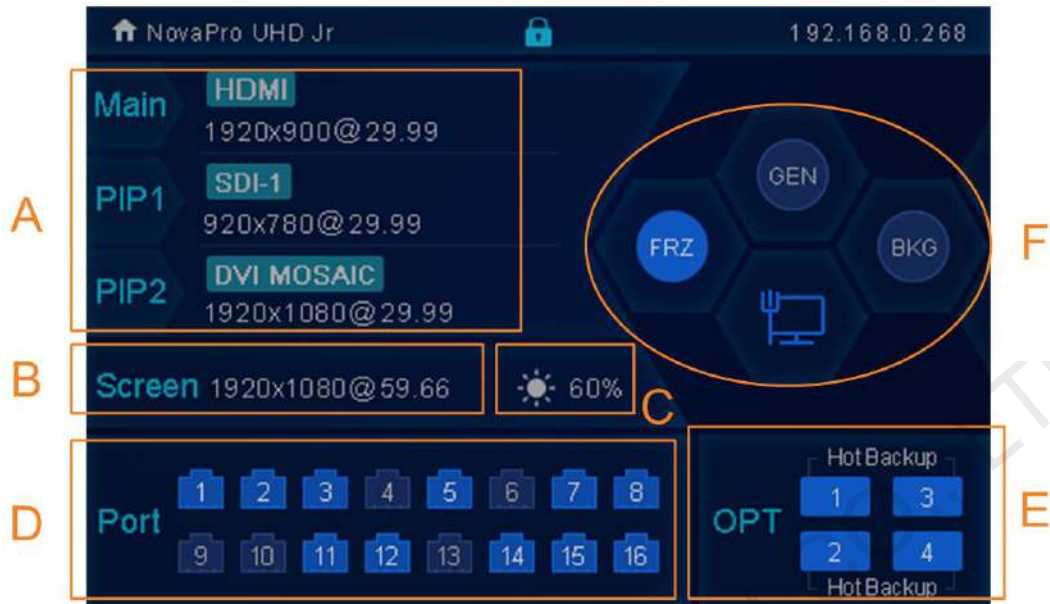 NovaPro UHD Jr 192.168.0.268
Main HDMI
1920x900@29.99
A
PIP1 SDI-1
920x780@29.99
PIP2 DVI MOSAIC
1920x1080@29.99
GEN
FRZ BKG
F
B
Screen 1920x1080@59.66
60%
C
D
Port
1 2 3 4 5 6 7 8
9 10 11 12 13 14 15 16
E
OPT
Hot Backup
1 3
2 4
Hot Backup